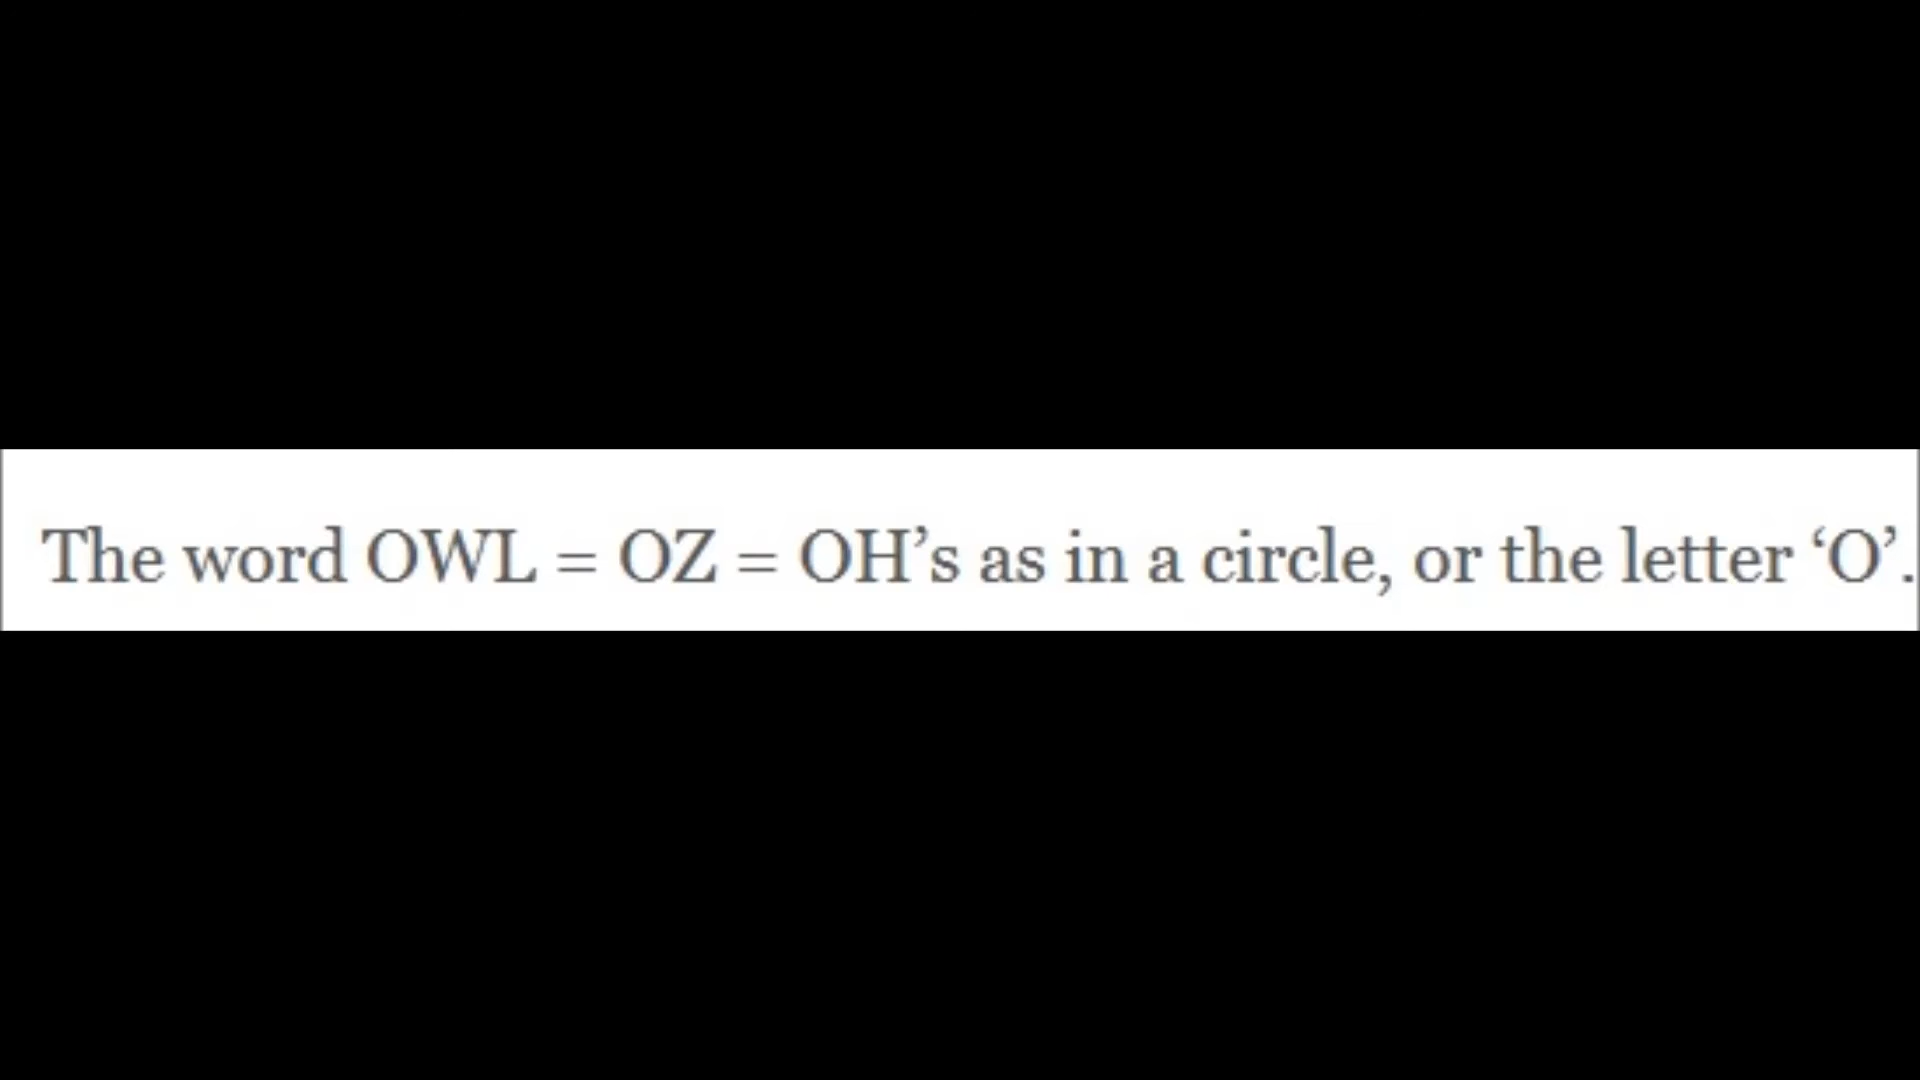 The word OWL = OZ = OH’s as in a circle, or the letter ‘O’.